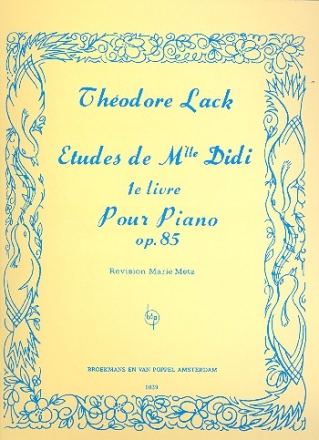 Théodore Lack
Etudes de Mlle Didi
1e livre
Pour Piano
op. 85
Revision Marie Metz
BROEKMANS EN VAN POPPEL AMSTERDAM